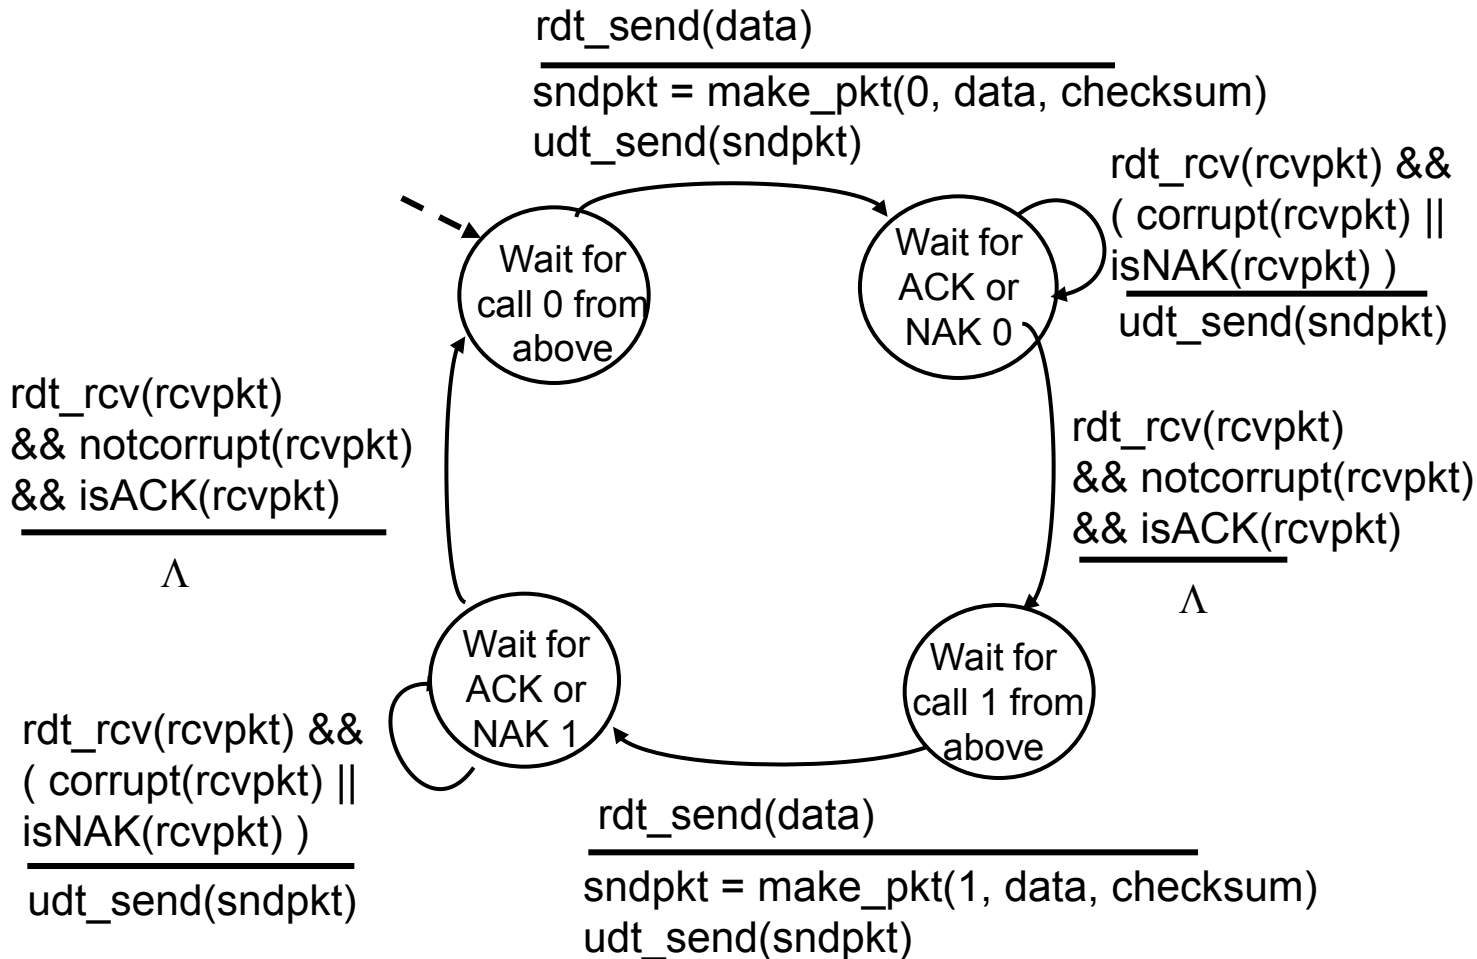 rdt_send(data)
sndpkt = make_pkt(0, data, checksum)
udt_send(sndpkt)
rdt_rcv(rcvpkt) &&
( corrupt(rcvpkt) ||
isNAK(rcvpkt) )
udt_send(sndpkt)
Wait for
call 0 from
above
Wait for
ACK or
NAK 0
rdt_rcv(rcvpkt)
&& notcorrupt(rcvpkt)
&& isACK(rcvpkt)
Λ
rdt_rcv(rcvpkt)
&& notcorrupt(rcvpkt)
&& isACK(rcvpkt)
Λ
Wait for
ACK or
NAK 1
Wait for
call 1 from
above
rdt_rcv(rcvpkt) &&
( corrupt(rcvpkt) ||
isNAK(rcvpkt) )
udt_send(sndpkt)
rdt_send(data)
sndpkt = make_pkt(1, data, checksum)
udt_send(sndpkt)